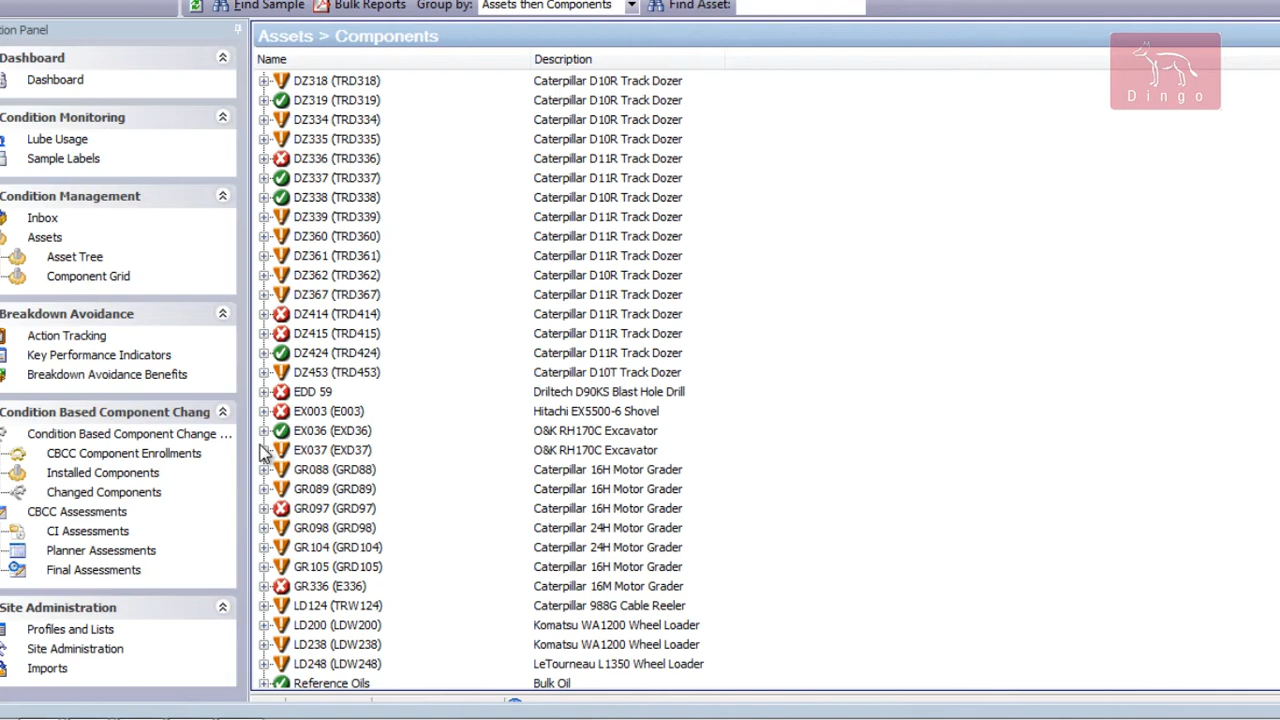 Find Sample Bulk Reports Group by: Assets then Components Find Asset:
tion Panel
Dashboard
Dashboard
Condition Monitoring
Lube Usage
Sample Labels
Condition Management
Inbox
Assets
Asset Tree
Component Grid
Breakdown Avoidance
Action Tracking
Key Performance Indicators
Breakdown Avoidance Benefits
Condition Based Component Chang
Condition Based Component Change ...
CBCC Component Enrollments
Installed Components
Changed Components
CBCC Assessments
CI Assessments
Planner Assessments
Final Assessments
Site Administration
Profiles and Lists
Site Administration
Imports
Assets > Components
Name Description
DZ318 (TRD318) Caterpillar D10R Track Dozer
DZ319 (TRD319) Caterpillar D10R Track Dozer
DZ334 (TRD334) Caterpillar D10R Track Dozer
DZ335 (TRD335) Caterpillar D10R Track Dozer
DZ336 (TRD336) Caterpillar D11R Track Dozer
DZ337 (TRD337) Caterpillar D11R Track Dozer
DZ338 (TRD338) Caterpillar D10R Track Dozer
DZ339 (TRD339) Caterpillar D11R Track Dozer
DZ360 (TRD360) Caterpillar D11R Track Dozer
DZ361 (TRD361) Caterpillar D11R Track Dozer
DZ362 (TRD362) Caterpillar D10R Track Dozer
DZ367 (TRD367) Caterpillar D11R Track Dozer
DZ414 (TRD414) Caterpillar D11R Track Dozer
DZ415 (TRD415) Caterpillar D11R Track Dozer
DZ424 (TRD424) Caterpillar D11R Track Dozer
DZ453 (TRD453) Caterpillar D10T Track Dozer
EDD 59 Driltech D90KS Blast Hole Drill
EX003 (E003) Hitachi EX5500-6 Shovel
EX036 (EXD36) O&K RH170C Excavator
EX037 (EXD37) O&K RH170C Excavator
GR088 (GRD88) Caterpillar 16H Motor Grader
GR089 (GRD89) Caterpillar 16H Motor Grader
GR097 (GRD97) Caterpillar 16H Motor Grader
GR098 (GRD98) Caterpillar 24H Motor Grader
GR104 (GRD104) Caterpillar 24H Motor Grader
GR105 (GRD105) Caterpillar 16H Motor Grader
GR336 (E336) Caterpillar 16M Motor Grader
LD124 (TRW124) Caterpillar 988G Cable Reeler
LD200 (LDW200) Komatsu WA1200 Wheel Loader
LD238 (LDW238) Komatsu WA1200 Wheel Loader
LD248 (LDW248) LeTourneau L1350 Wheel Loader
Reference Oils Bulk Oil
Dingo